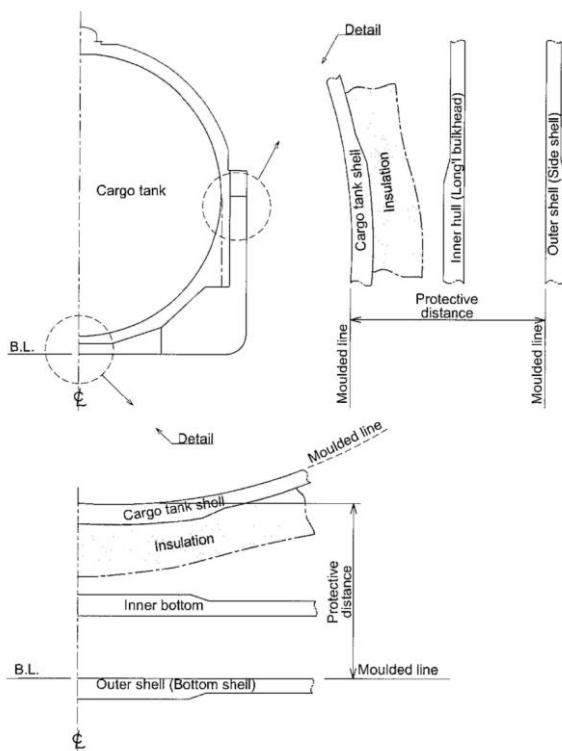 Detail
Cargo tank
B.L.
℄
Cargo tank shell
Insulation
Inner hull (Long'l bulkhead)
Outer shell (Side shell)
Protective
distance
Moulded line
Moulded line
Detail
Moulded line
Cargo tank shell
Insulation
Inner bottom
Protective
distance
B.L.
Moulded line
Outer shell (Bottom shell)
℄